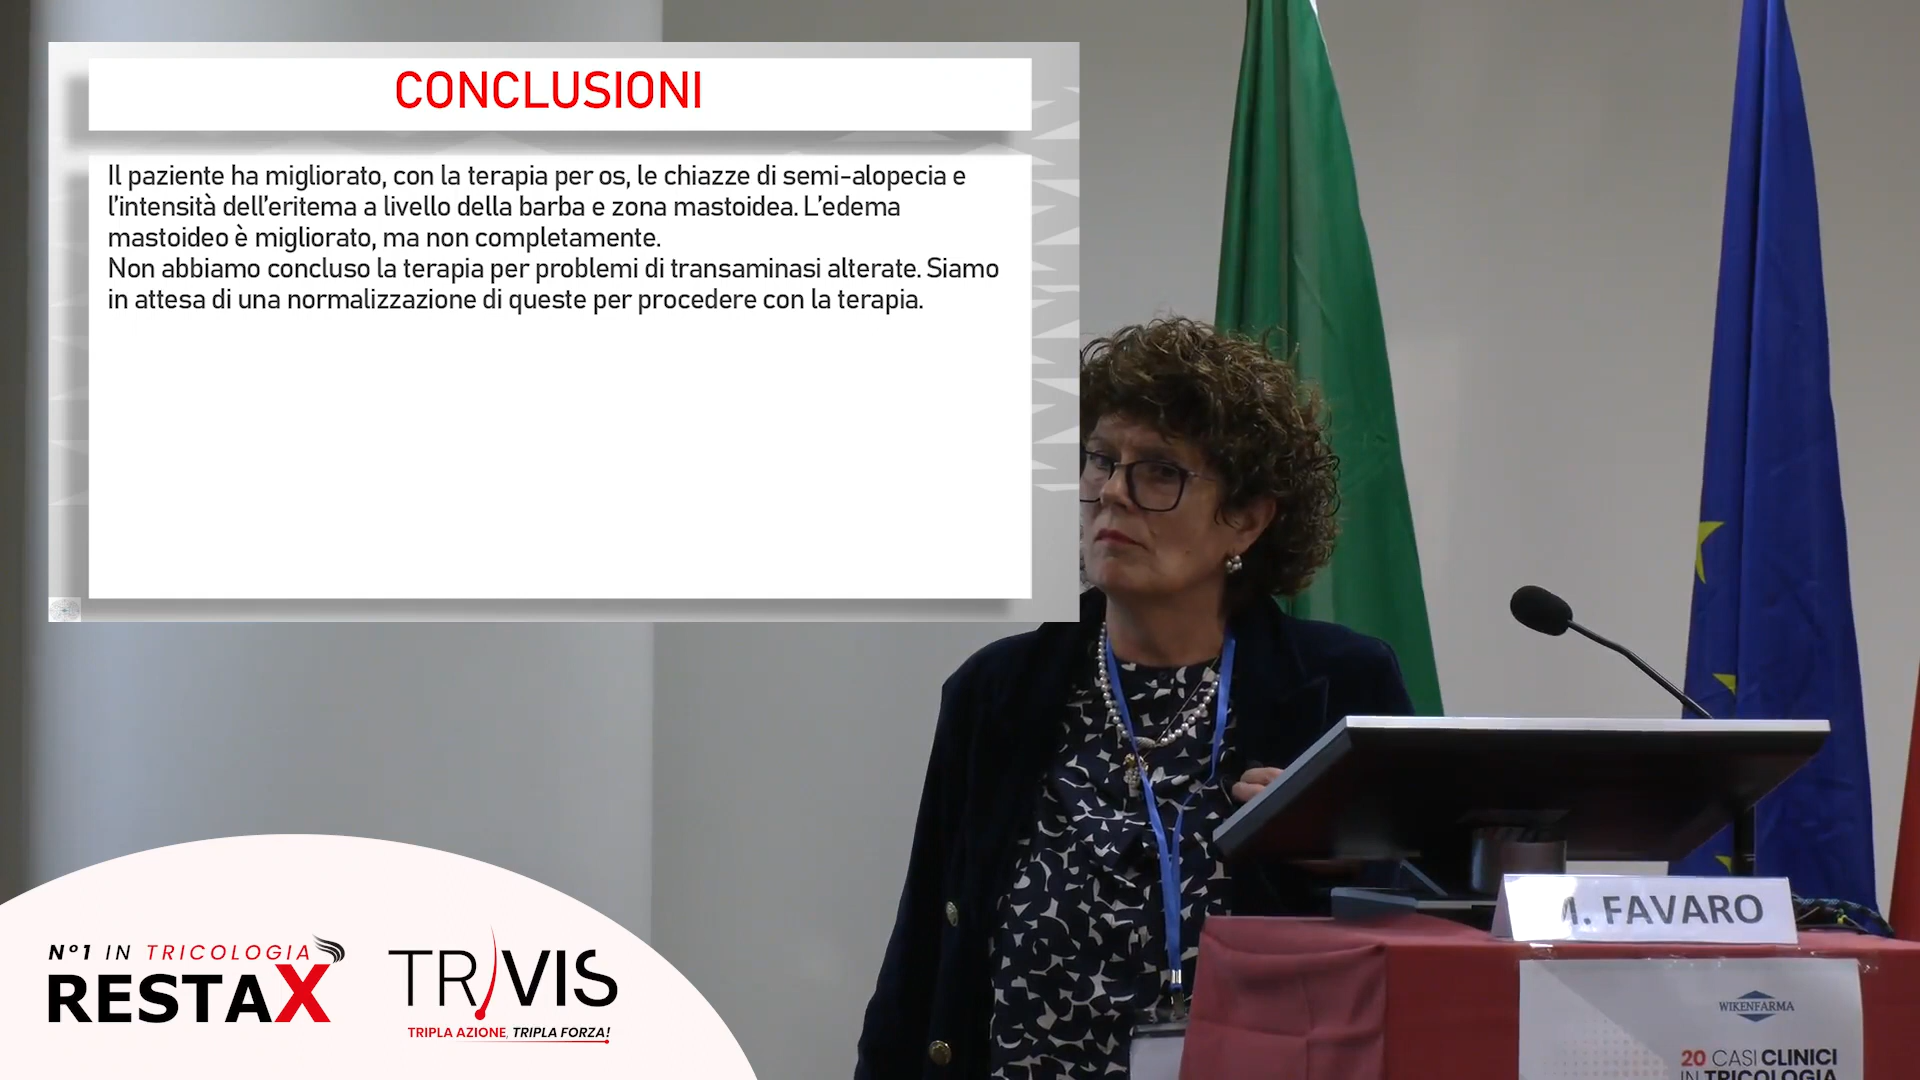 CONCLUSIONI
Il paziente ha migliorato, con la terapia per os, le chiazze di semi-alopecia e
l'intensità dell'eritema a livello della barba e zona mastoidea. L'edema
mastoideo è migliorato, ma non completamente.
Non abbiamo concluso la terapia per problemi di transaminasi alterate. Siamo
in attesa di una normalizzazione di queste per procedere con la terapia.
N°1 IN TRICOLOGIA
RESTAX
TRIVIS
TRIPLA AZIONE, TRIPLA FORZA!
M. FAVARO
WIKENFARMA
20 CASI CLINICI
IN TRICOLOGIA